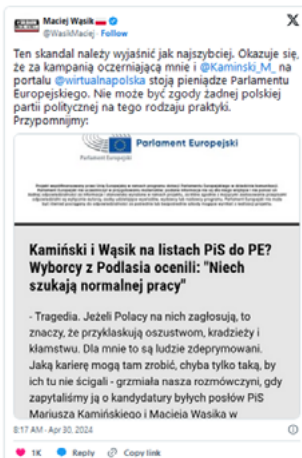 Maciej Wąsik
@WasikMaciej · Follow
Ten skandal należy wyjaśnić jak najszybciej. Okazuje się,
że za kampanią oczerniającą mnie i @Kaminski_M_ na
portalu @wirtualnapolska stoją pieniądze Parlamentu
Europejskiego. Nie może być zgody żadnej polskiej
partii politycznej na tego rodzaju praktyki.
Przypomnijmy:
Parlament Europejski
Parlament Europejski
Kamiński i Wąsik na listach PiS do PE?
Wyborcy z Podlasia ocenili: "Niech
szukają normalnej pracy"
- Tragedia. Jeżeli Polacy na nich zagłosują, to
znaczy, że przyklaskują oszustwom, kradzieży i
kłamstwu. Dla mnie to są ludzie zdeprymowani.
Jaką karierę mogą tam zrobić, chyba tylko taką, by
ich tu nie ścigali - grzmiała nasza rozmówczyni, gdy
zapytaliśmy ją o kandydatury byłych posłów PiS
Mariusza Kamińskiego i Macieja Wąsika w
8:17 AM · Apr 30, 2024
1K Reply Copy link